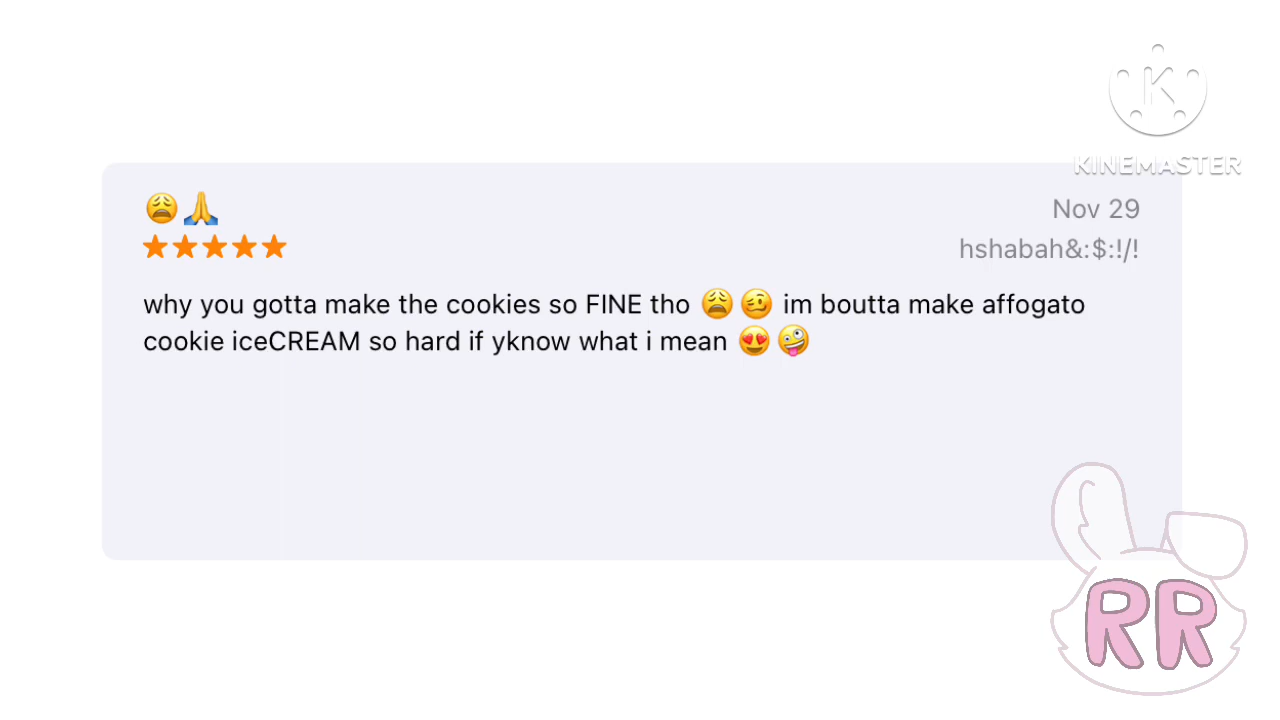 😩🙏
Nov 29
★★★★★
hshabah&:$:!/!
why you gotta make the cookies so FINE tho 😩🥴 im boutta make affogato
cookie iceCREAM so hard if yknow what i mean 😍🤪
K
KINEMASTER
RR